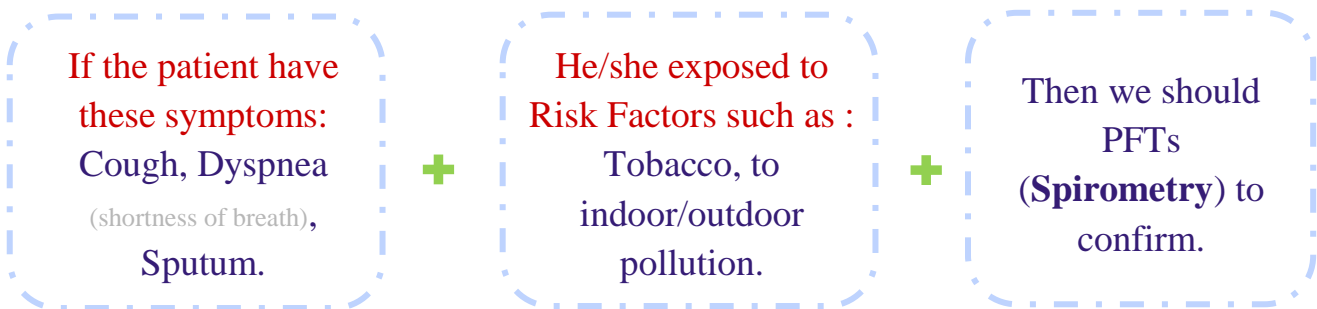 If the patient have
these symptoms:
Cough, Dyspnea
(shortness of breath),
Sputum.
He/she exposed to
Risk Factors such as :
Tobacco, to
indoor/outdoor
pollution.
Then we should
PFTs
(Spirometry) to
confirm.